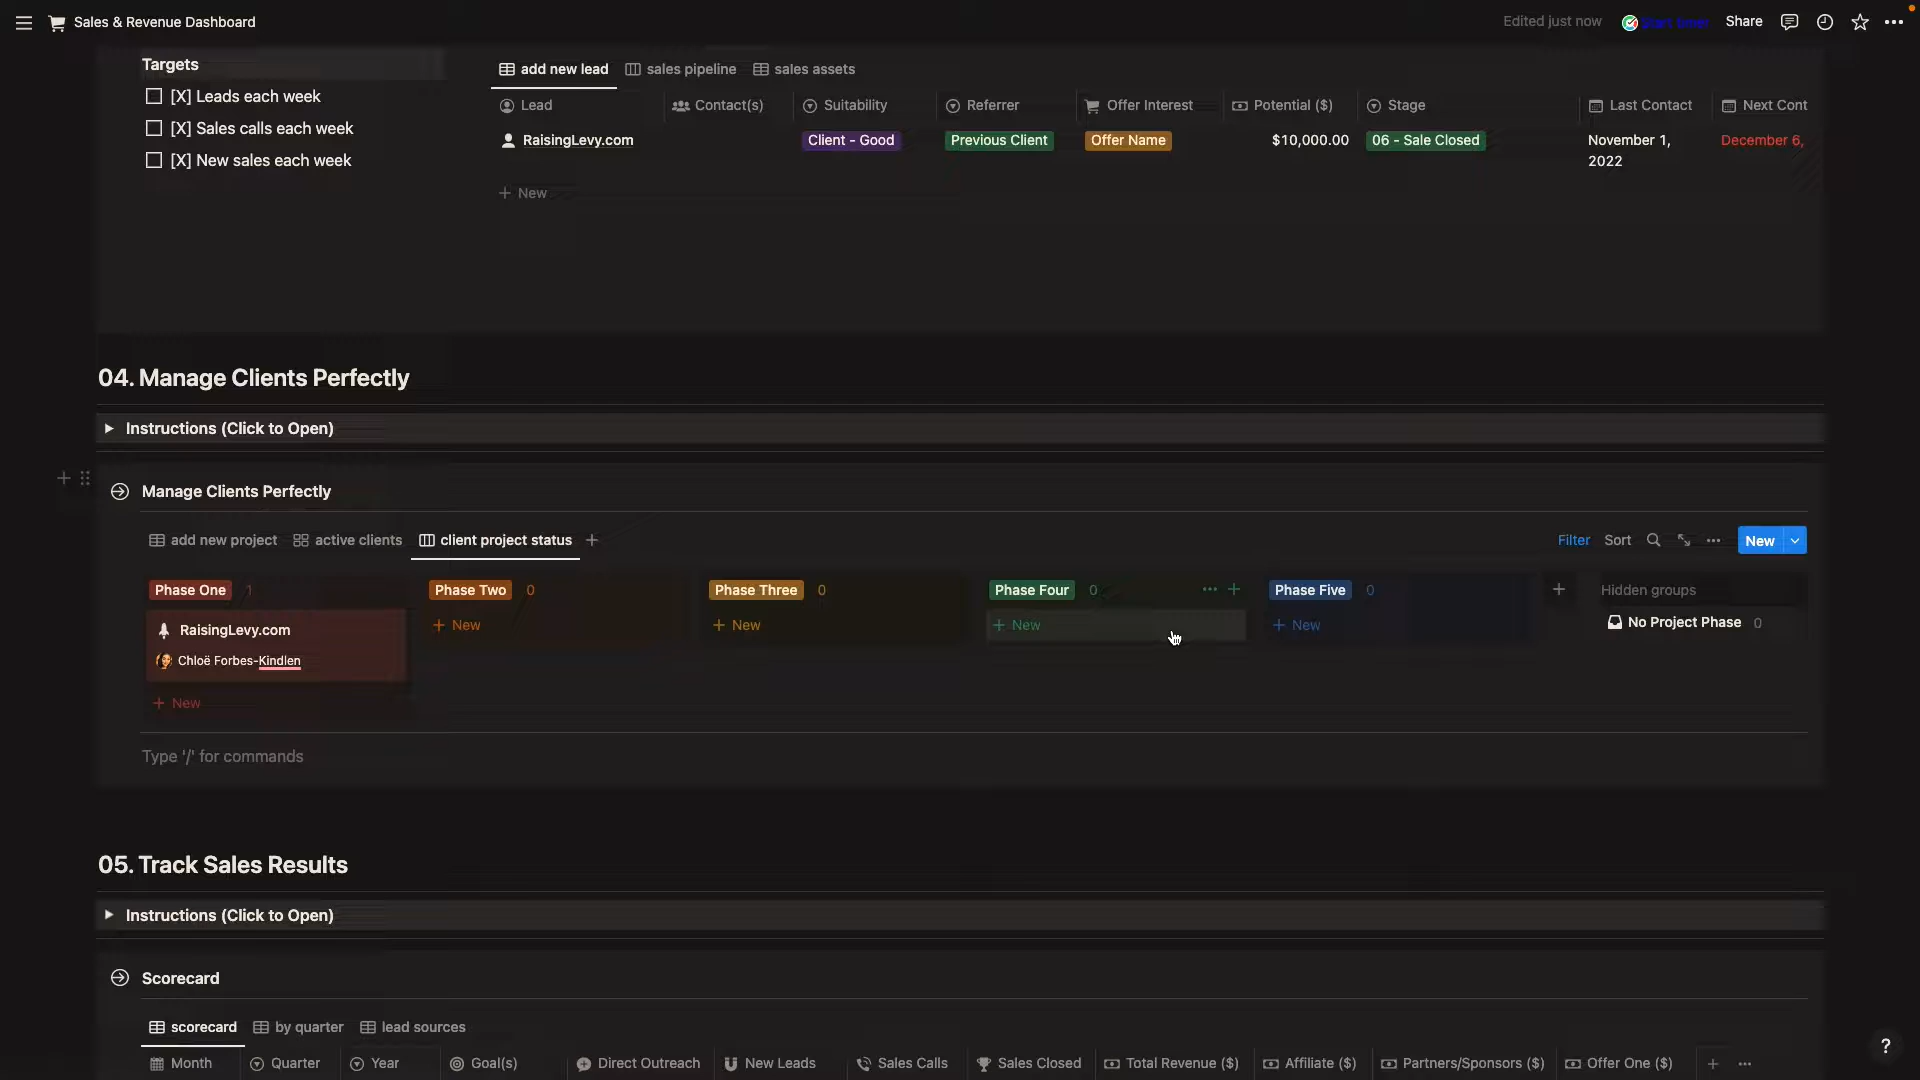 Sales & Revenue Dashboard
Edited just now
Start timer
Share
Targets
[X] Leads each week
[X] Sales calls each week
[X] New sales each week
add new lead
sales pipeline
sales assets
Lead
Contact(s)
Suitability
Referrer
Offer Interest
Potential ($)
Stage
Last Contact
Next Cont
RaisingLevy.com
Client - Good
Previous Client
Offer Name
$10,000.00
06 - Sale Closed
November 1,
2022
December 6,
+ New
04. Manage Clients Perfectly
Instructions (Click to Open)
Manage Clients Perfectly
add new project
active clients
client project status
Filter
Sort
New
Phase One 1
Phase Two 0
Phase Three 0
Phase Four 0
Phase Five 0
Hidden groups
RaisingLevy.com
Chloë Forbes-Kindlen
+ New
+ New
+ New
+ New
+ New
No Project Phase 0
Type '/' for commands
05. Track Sales Results
Instructions (Click to Open)
Scorecard
scorecard
by quarter
lead sources
Month
Quarter
Year
Goal(s)
Direct Outreach
New Leads
Sales Calls
Sales Closed
Total Revenue ($)
Affiliate ($)
Partners/Sponsors ($)
Offer One ($)
?